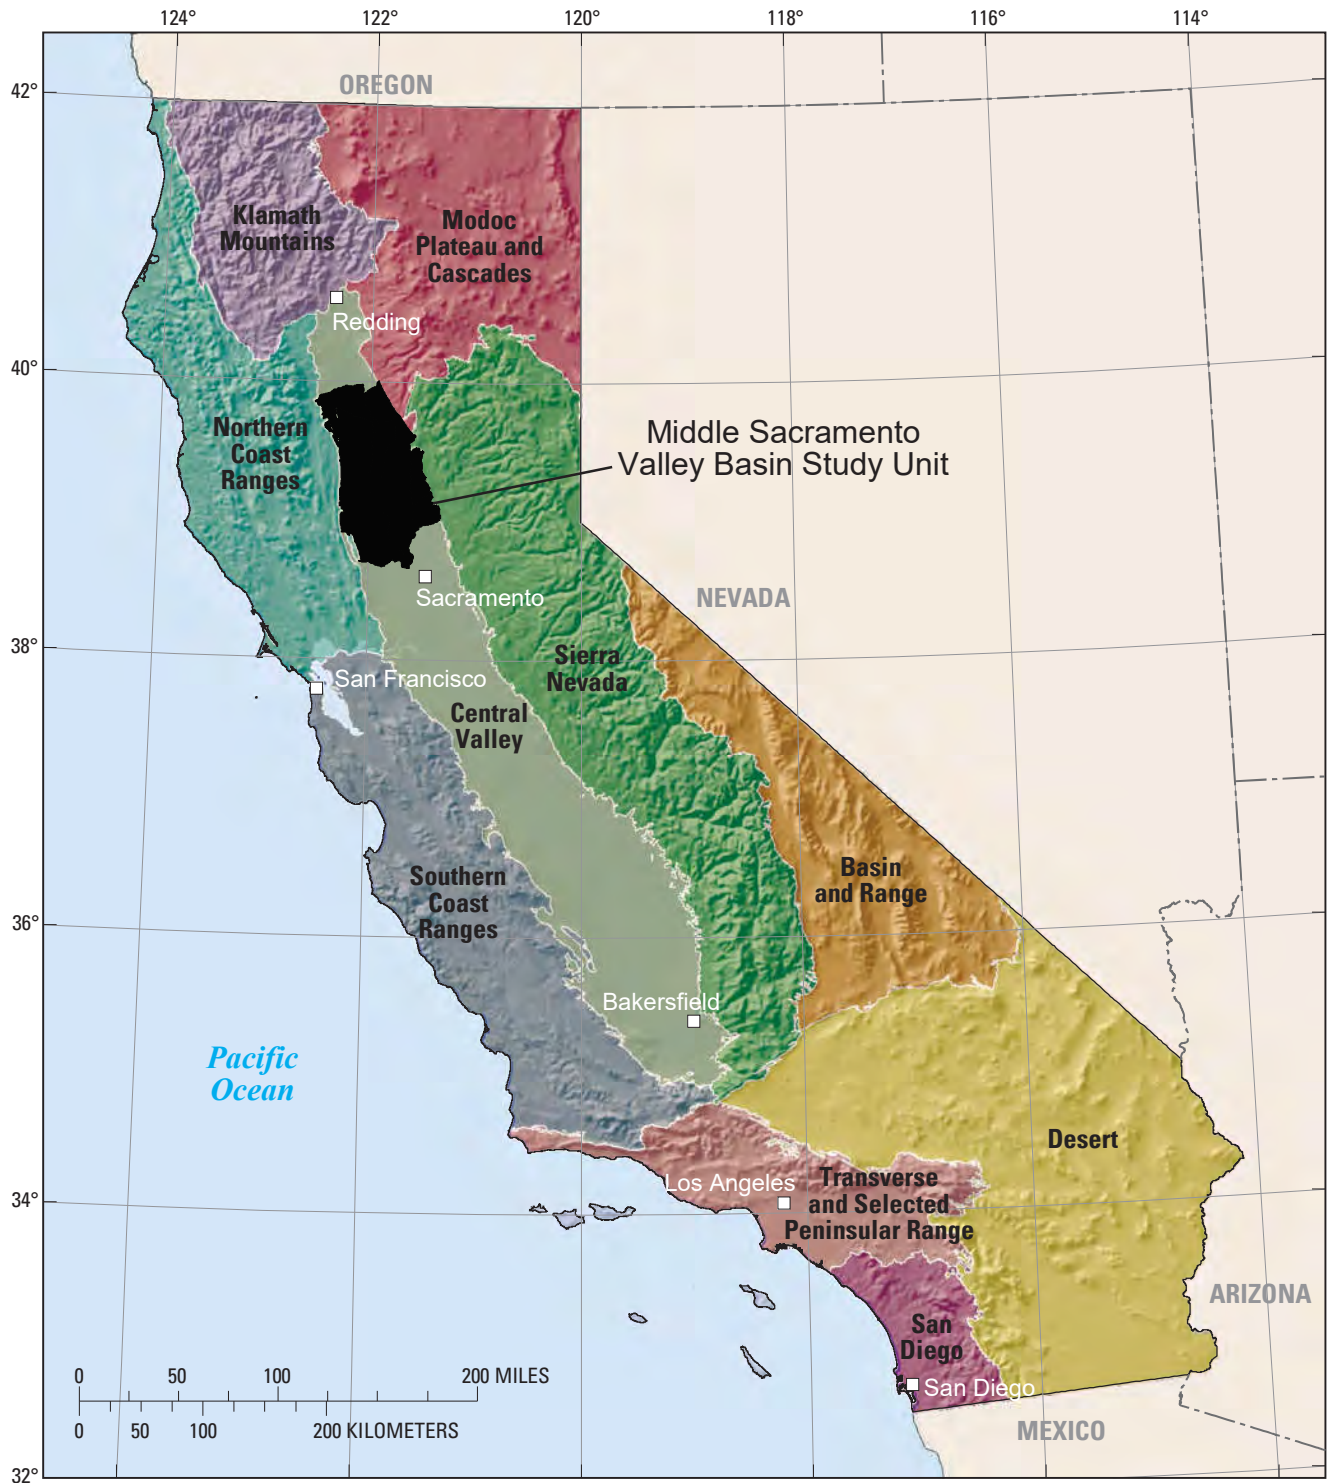 124° 122° 120° 118° 116° 114°
42°
OREGON
Klamath
Mountains
Modoc
Plateau and
Cascades
Redding
40°
Northern
Coast
Ranges
Middle Sacramento
Valley Basin Study Unit
Sacramento
NEVADA
38°
San Francisco
Sierra
Nevada
Central
Valley
Southern
Coast
Ranges
Basin
and Range
36°
Bakersfield
Pacific
Ocean
Desert
Los Angeles
Transverse
and Selected
Peninsular Range
34°
ARIZONA
San
Diego
San Diego
MEXICO
0 50 100 200 MILES
0 50 100 200 KILOMETERS
32°